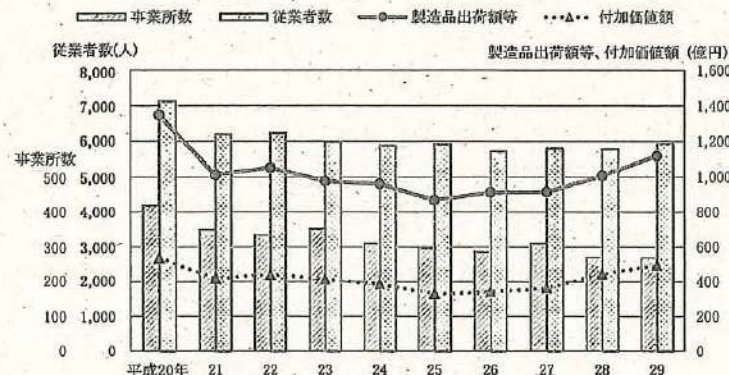 事業所数 従業者数 製造品出荷額等 付加価値額
従業者数(人) 製造品出荷額等、付加価値額 (億円)
8,000 1,600
7,000 1,400
6,000 1,200
事業所数
500 5,000 1,000
400 4,000 800
300 3,000 600
200 2,000 400
100 1,000 200
0 0 0
平成20年 21 22 23 24 25 26 27 28 29